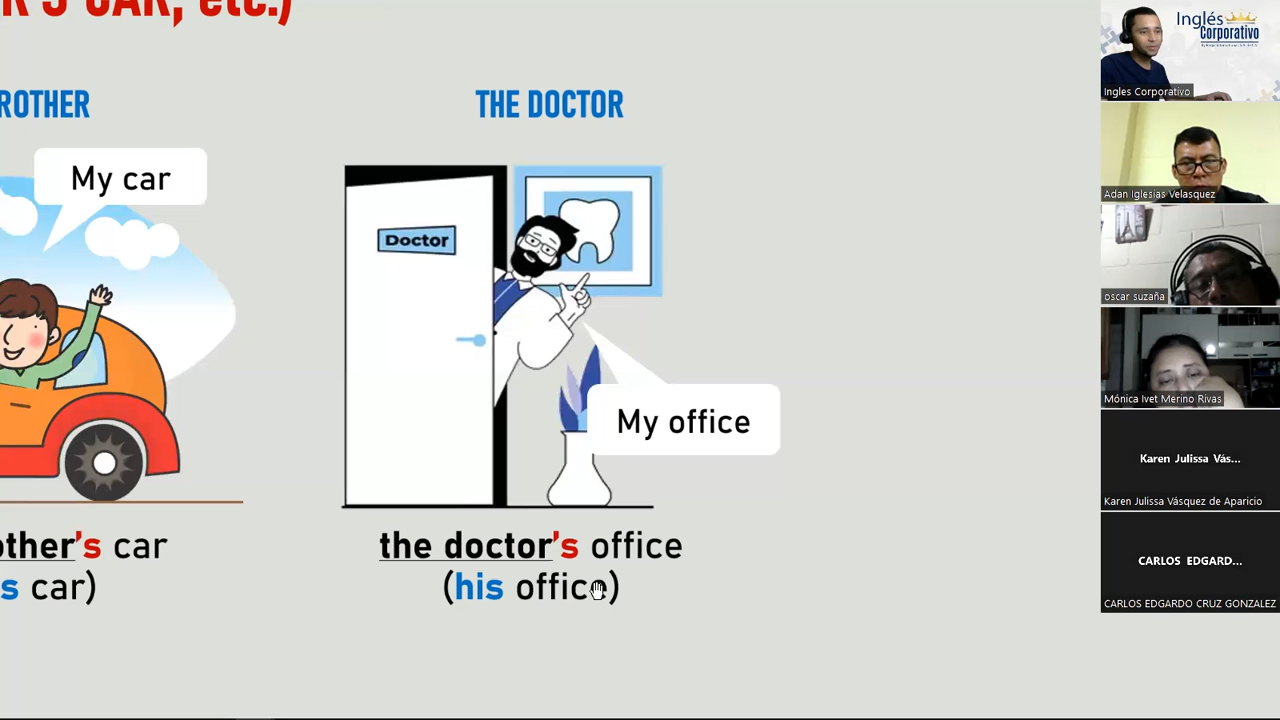 R'S CAR, etc.)
ROTHER
THE DOCTOR
My car
Doctor
My office
other's car
s car)
the doctor's office
(his office)
Inglés
Corporativo
Ingles Corporativo
Adan Iglesias Velasquez
oscar suzaña
Mónica Ivet Merino Rivas
Karen Julissa Vás...
Karen Julissa Vásquez de Aparicio
CARLOS EDGARD...
CARLOS EDGARDO CRUZ GONZALEZ